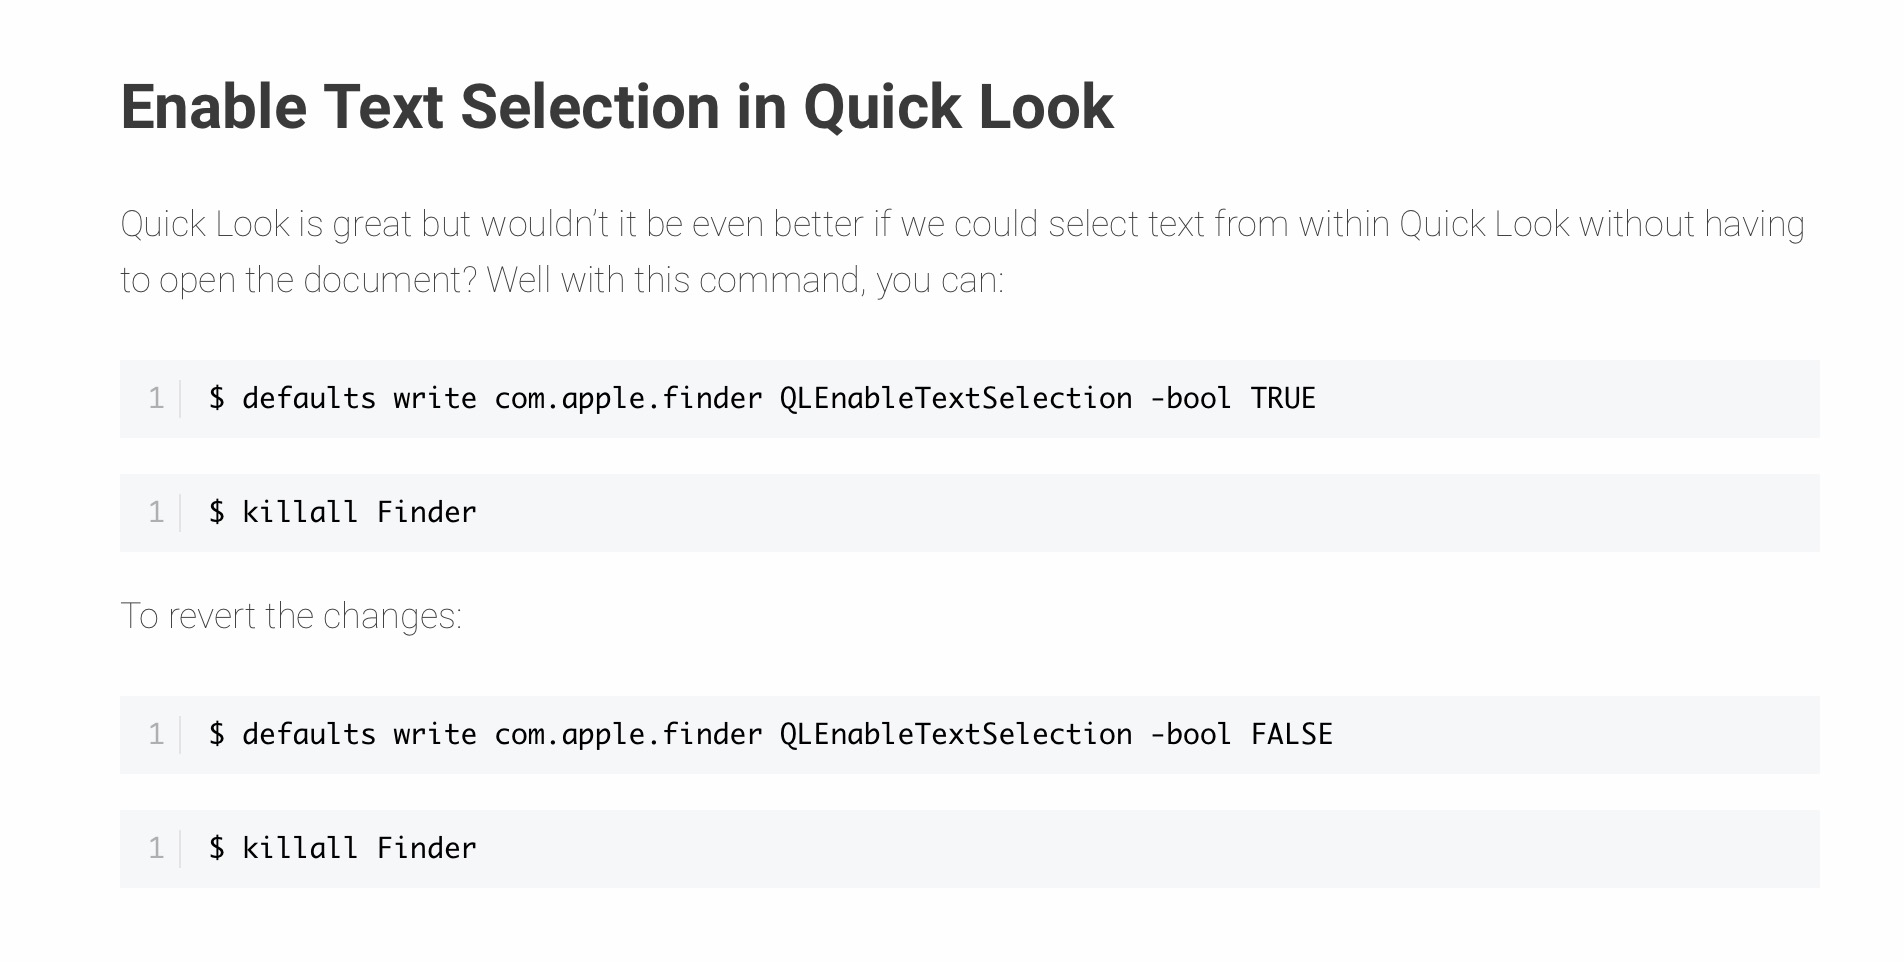 Enable Text Selection in Quick Look
Quick Look is great but wouldn’t it be even better if we could select text from within Quick Look without having
to open the document? Well with this command, you can:
1 $ defaults write com.apple.finder QLEnableTextSelection -bool TRUE
1 $ killall Finder
To revert the changes:
1 $ defaults write com.apple.finder QLEnableTextSelection -bool FALSE
1 $ killall Finder